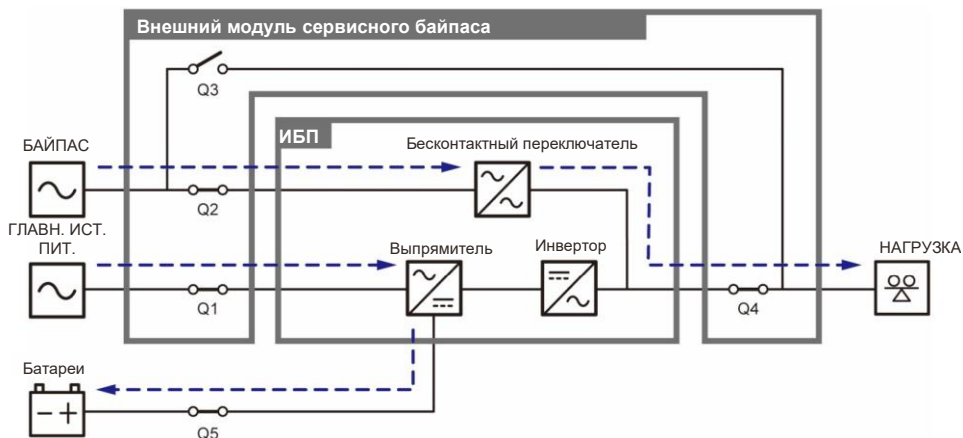 Внешний модуль сервисного байпаса
Q3
ИБП
БАЙПАС
Бесконтактный переключатель
Q2
ГЛАВН. ИСТ.
ПИТ.
Выпрямитель
Инвертор
НАГРУЗКА
Q1
Q4
Батареи
Q5